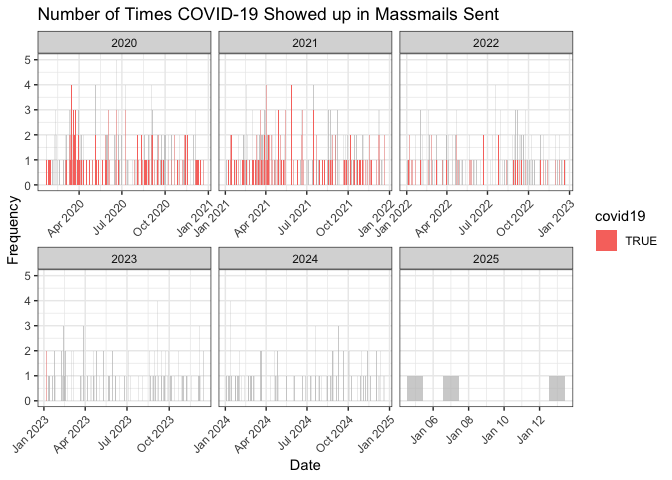 Number of Times COVID-19 Showed up in Massmails Sent
2020 2021 2022
5
4
3
2
1
0
Apr 2020 Jul 2020 Oct 2020 Jan 2021 Jan 2021 Apr 2021 Jul 2021 Oct 2021 Jan 2022 Jan 2022 Apr 2022 Jul 2022 Oct 2022 Jan 2023
Frequency
covid19
TRUE
2023 2024 2025
5
4
3
2
1
0
Jan 2023 Apr 2023 Jul 2023 Oct 2023 Jan 2024 Apr 2024 Jul 2024 Oct 2024 Jan 2025 Jan 06 Jan 08 Jan 10 Jan 12
Date